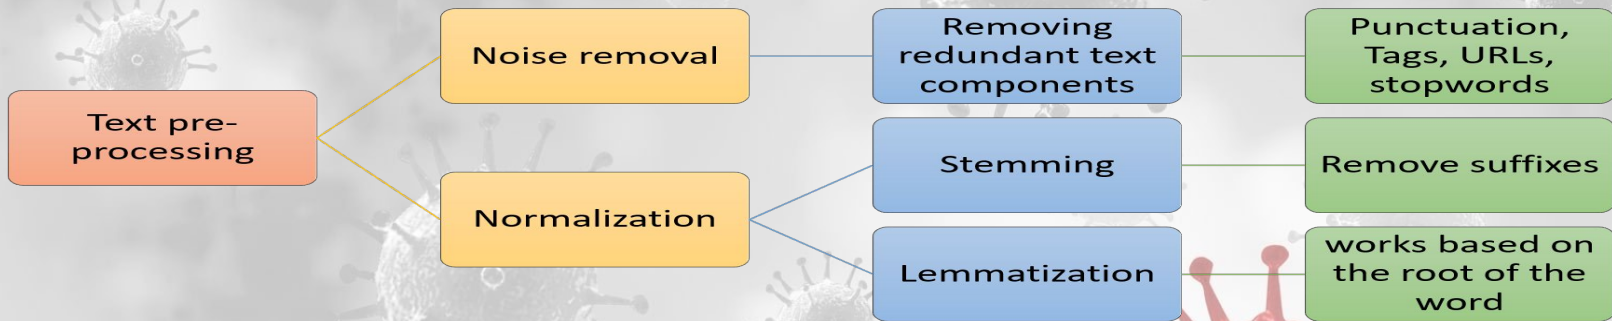 Text pre-
processing
Noise removal
Removing
redundant text
components
Punctuation,
Tags, URLs,
stopwords
Normalization
Stemming
Remove suffixes
Lemmatization
works based on
the root of the
word